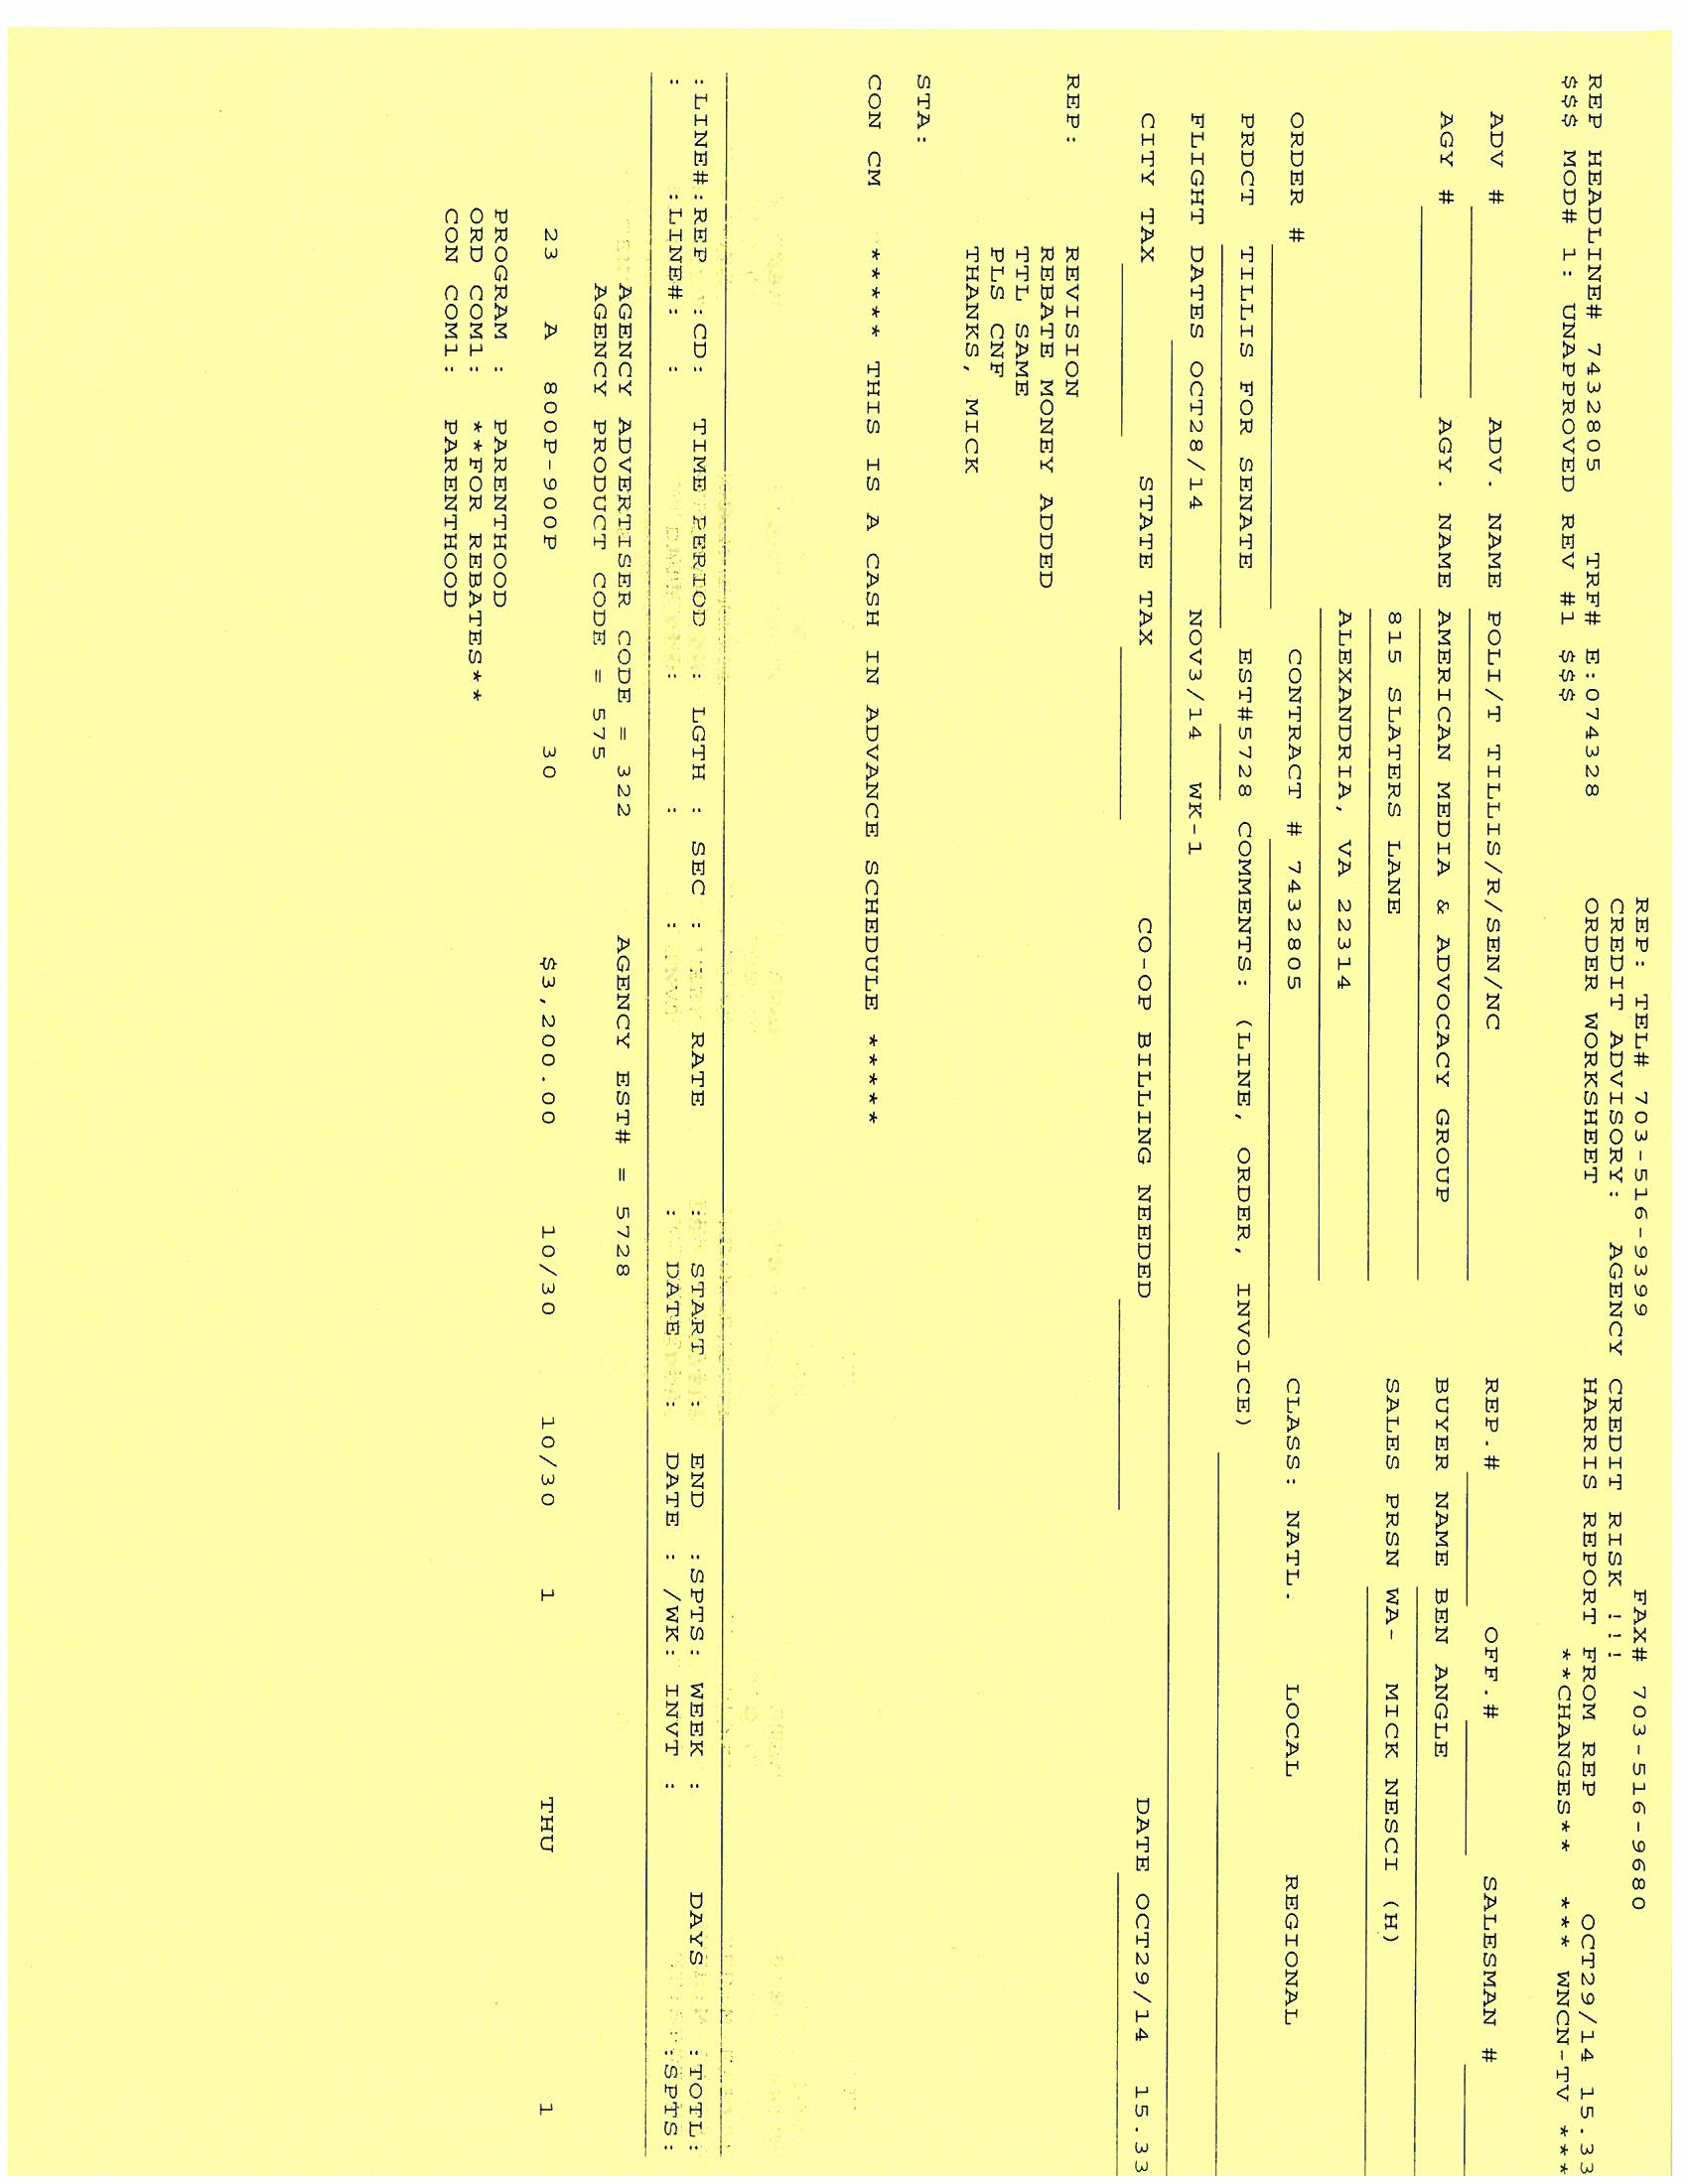 REP: TEL# 703-516-9399 FAX# 703-516-9680
CREDIT ADVISORY: AGENCY CREDIT RISK !!!
REP HEADLINE# 7432805 TRF# E:074328 ORDER WORKSHEET HARRIS REPORT FROM REP OCT29/14 15.33
$$$ MOD# 1: UNAPPROVED REV #1 $$$ **CHANGES** *** WNCN-TV ***
ADV # ADV. NAME POLI/T TILLIS/R/SEN/NC REP.# OFF.# SALESMAN #
AGY # AGY. NAME AMERICAN MEDIA & ADVOCACY GROUP BUYER NAME BEN ANGLE
815 SLATERS LANE SALES PRSN WA- MICK NESCI (H)
ALEXANDRIA, VA 22314
ORDER # CONTRACT # 7432805 CLASS: NATL. LOCAL REGIONAL
PRDCT TILLIS FOR SENATE EST#5728 COMMENTS: (LINE, ORDER, INVOICE)
FLIGHT DATES OCT28/14 NOV3/14 WK-1
CITY TAX STATE TAX CO-OP BILLING NEEDED DATE OCT29/14 15.33
REP: REVISION
REBATE MONEY ADDED
TTL SAME
PLS CNF
THANKS, MICK
STA:
CON CM ***** THIS IS A CASH IN ADVANCE SCHEDULE *****
:LINE#:REP :CD: TIME PERIOD : LGTH : SEC : RATE : START : END :SPTS: WEEK : DAYS :TOTL:
: :LINE#: : : : : : DATE : DATE : /WK: INVT : :SPTS:
AGENCY ADVERTISER CODE = 322 AGENCY EST# = 5728
AGENCY PRODUCT CODE = 575
23 A 800P-900P 30 $3,200.00 10/30 10/30 1 THU 1
PROGRAM : PARENTHOOD
ORD COM1: **FOR REBATES**
CON COM1: PARENTHOOD